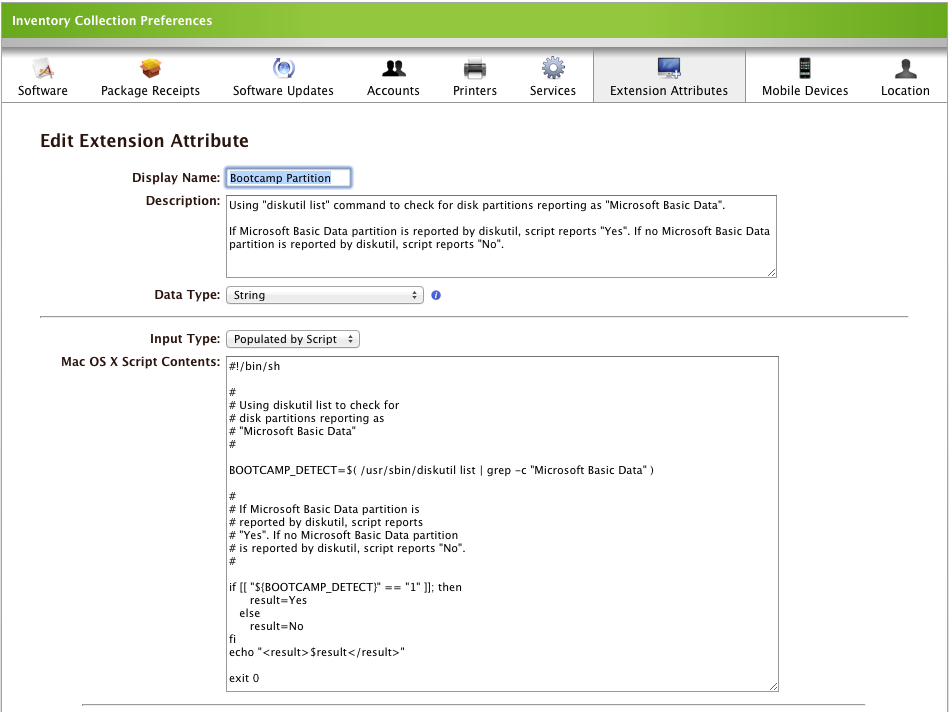 Inventory Collection Preferences
Software
Package Receipts
Software Updates
Accounts
Printers
Services
Extension Attributes
Mobile Devices
Location
Edit Extension Attribute
Display Name: Bootcamp Partition
Description: Using "diskutil list" command to check for disk partitions reporting as "Microsoft Basic Data".
If Microsoft Basic Data partition is reported by diskutil, script reports "Yes". If no Microsoft Basic Data
partition is reported by diskutil, script reports "No".
Data Type: String
i
Input Type: Populated by Script
Mac OS X Script Contents: #!/bin/sh
#
# Using diskutil list to check for
# disk partitions reporting as
# "Microsoft Basic Data"
#
BOOTCAMP_DETECT=$( /usr/sbin/diskutil list | grep -c "Microsoft Basic Data" )
#
# If Microsoft Basic Data partition is
# reported by diskutil, script reports
# "Yes". If no Microsoft Basic Data partition
# is reported by diskutil, script reports "No".
#
if [[ "${BOOTCAMP_DETECT}" == "1" ]]; then
result=Yes
else
result=No
fi
echo "<result>$result</result>"
exit 0